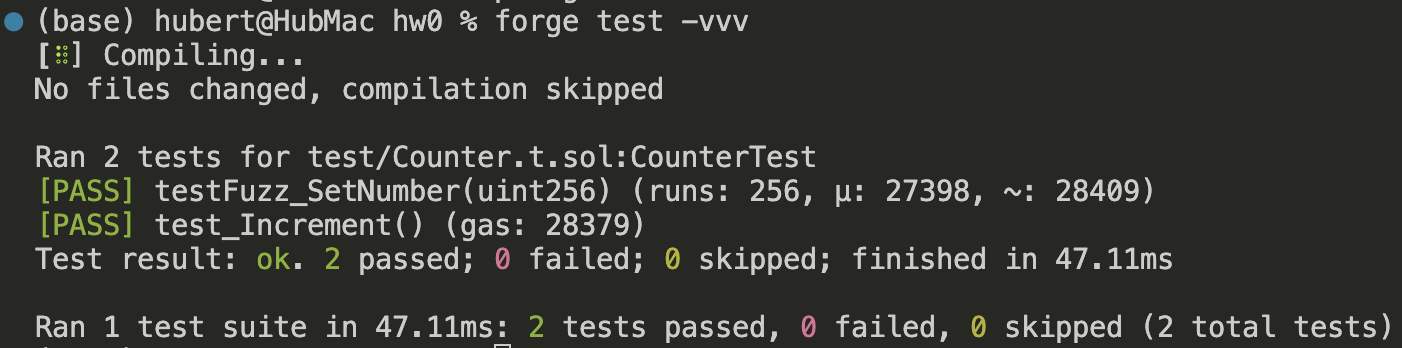 (base) hubert@HubMac hw0 % forge test -vvv
[⠿] Compiling...
No files changed, compilation skipped
Ran 2 tests for test/Counter.t.sol:CounterTest
[PASS] testFuzz_SetNumber(uint256) (runs: 256, μ: 27398, ~: 28409)
[PASS] test_Increment() (gas: 28379)
Test result: ok. 2 passed; 0 failed; 0 skipped; finished in 47.11ms
Ran 1 test suite in 47.11ms: 2 tests passed, 0 failed, 0 skipped (2 total tests)